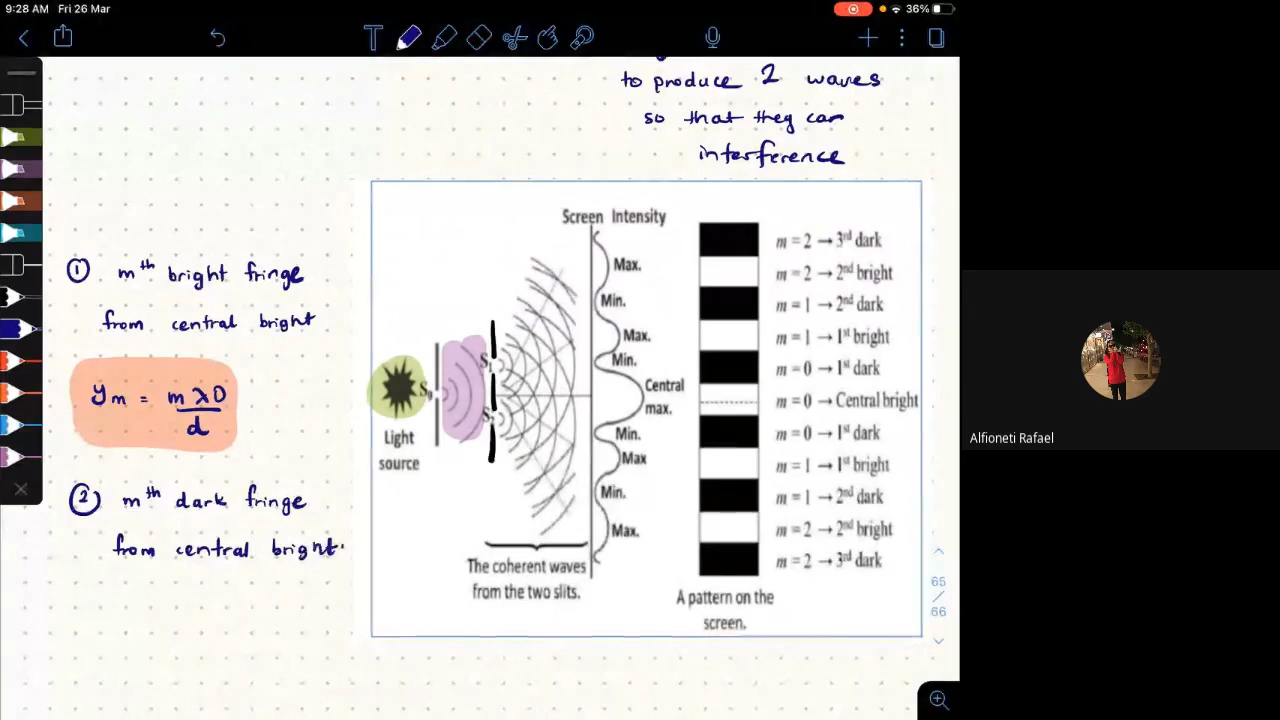 9:28 AM Fri 26 Mar
36%
to produce 2 waves
so that they can
interference
① mth bright fringe
from central bright
ym = mλD
d
② mth dark fringe
from central bright.
Screen Intensity
Max.
Min.
Max.
Min.
Central
max.
Min.
Max
Min.
Max.
S0
S1
S2
Light
source
The coherent waves
from the two slits.
m = 2 → 3rd dark
m = 2 → 2nd bright
m = 1 → 2nd dark
m = 1 → 1st bright
m = 0 → 1st dark
m = 0 → Central bright
m = 0 → 1st dark
m = 1 → 1st bright
m = 1 → 2nd dark
m = 2 → 2nd bright
m = 2 → 3rd dark
A pattern on the
screen.
65
/
66
Alfioneti Rafael